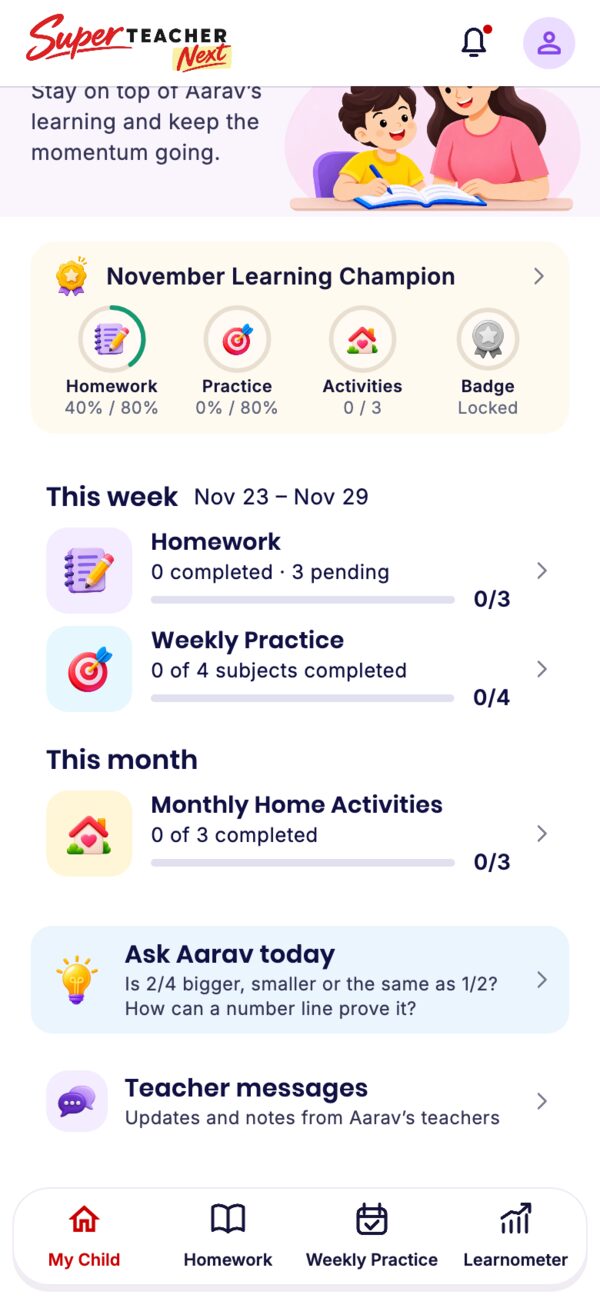 Super TEACHER
Next
Stay on top of Aarav's
learning and keep the
momentum going.
November Learning Champion
Homework Practice Activities Badge
40% / 80% 0% / 80% 0 / 3 Locked
This week Nov 23 – Nov 29
Homework
0 completed · 3 pending
0/3
Weekly Practice
0 of 4 subjects completed
0/4
This month
Monthly Home Activities
0 of 3 completed
0/3
Ask Aarav today
Is 2/4 bigger, smaller or the same as 1/2?
How can a number line prove it?
Teacher messages
Updates and notes from Aarav’s teachers
My Child Homework Weekly Practice Learnometer